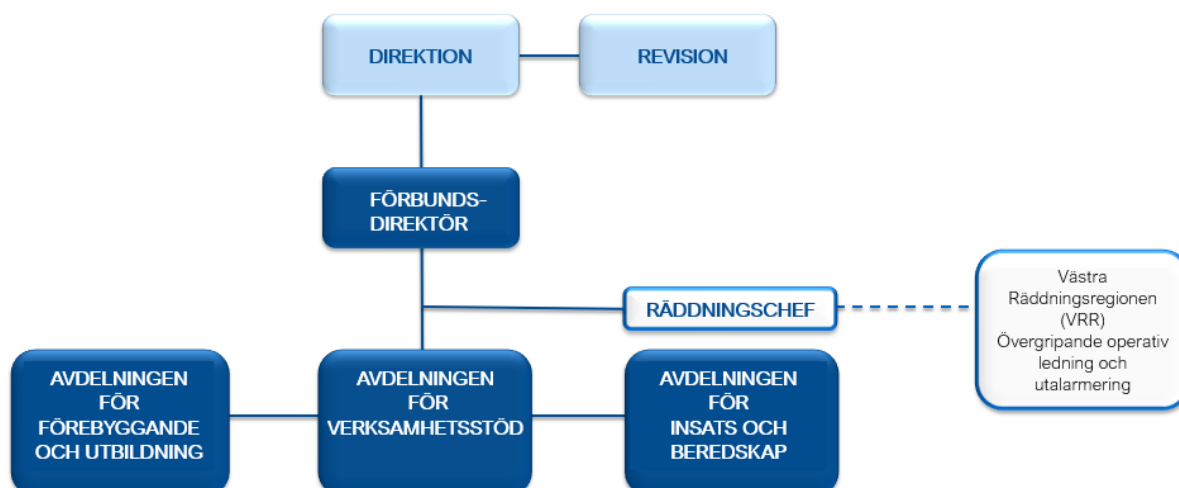 DIREKTION
REVISION
FÖRBUNDS-
DIREKTÖR
RÄDDNINGSCHEF
Västra
Räddningsregionen
(VRR)
Övergripande operativ
ledning och
utalarmering
AVDELNINGEN
FÖR
FÖREBYGGANDE
OCH UTBILDNING
AVDELNINGEN
FÖR
VERKSAMHETSSTÖD
AVDELNINGEN
FÖR
INSATS OCH
BEREDSKAP